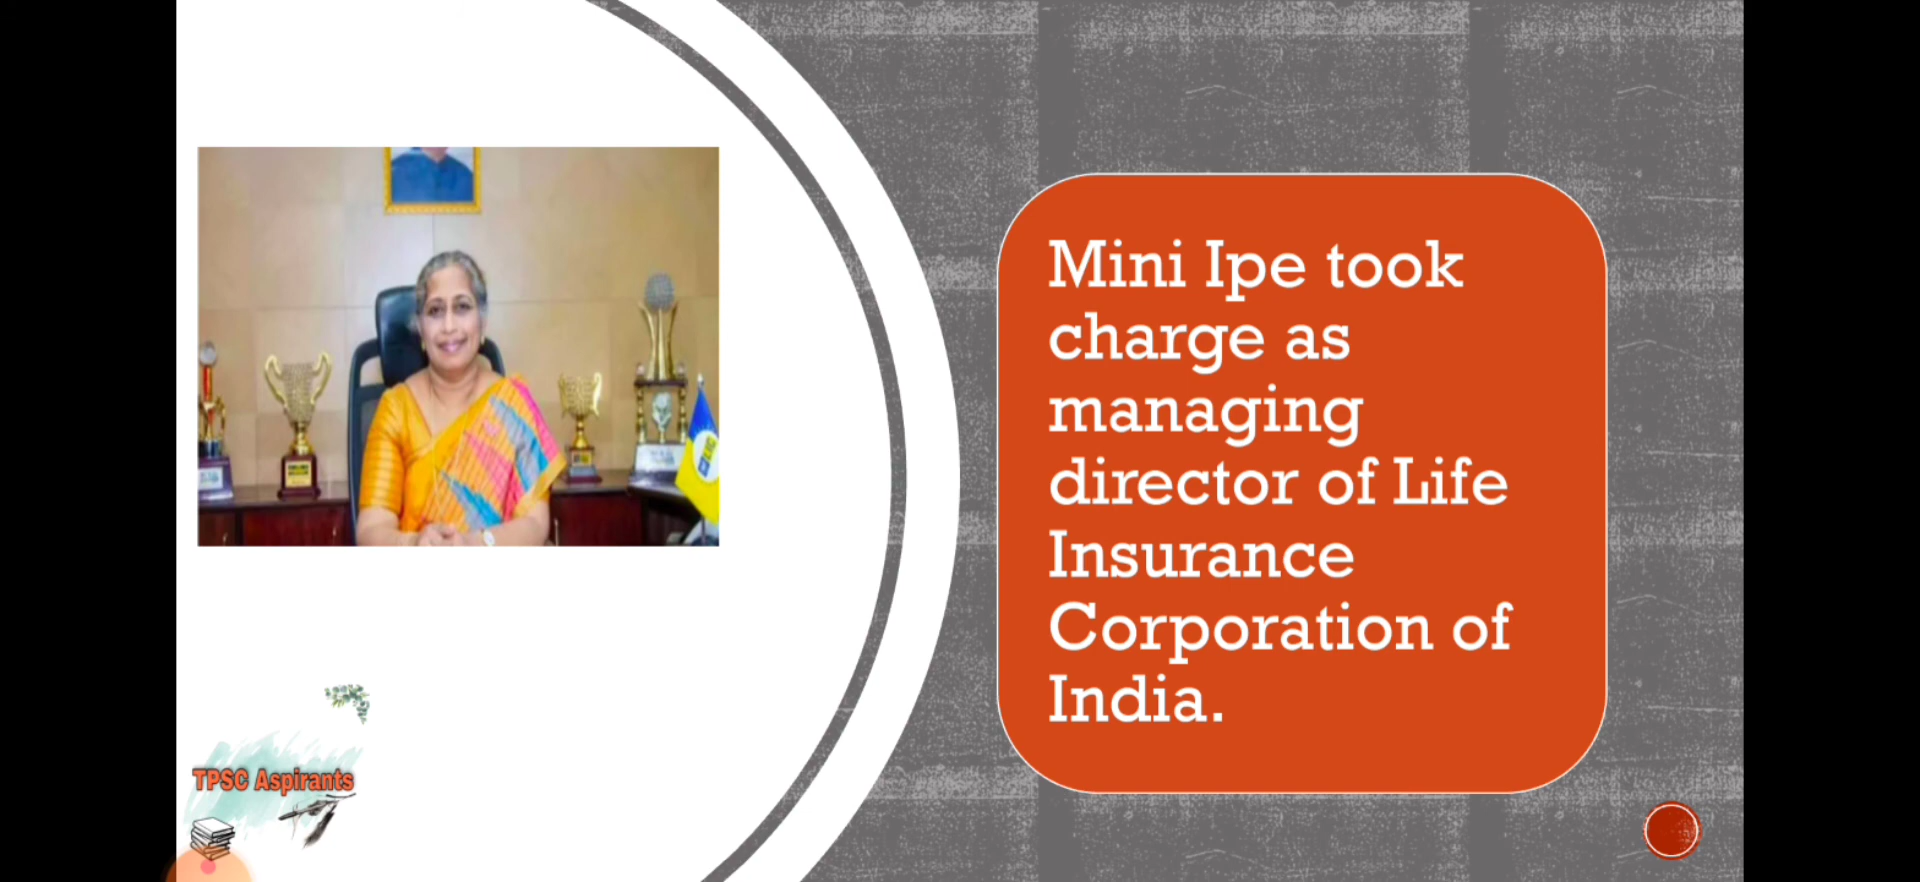 Mini Ipe took
charge as
managing
director of Life
Insurance
Corporation of
India.
TPSC Aspirants